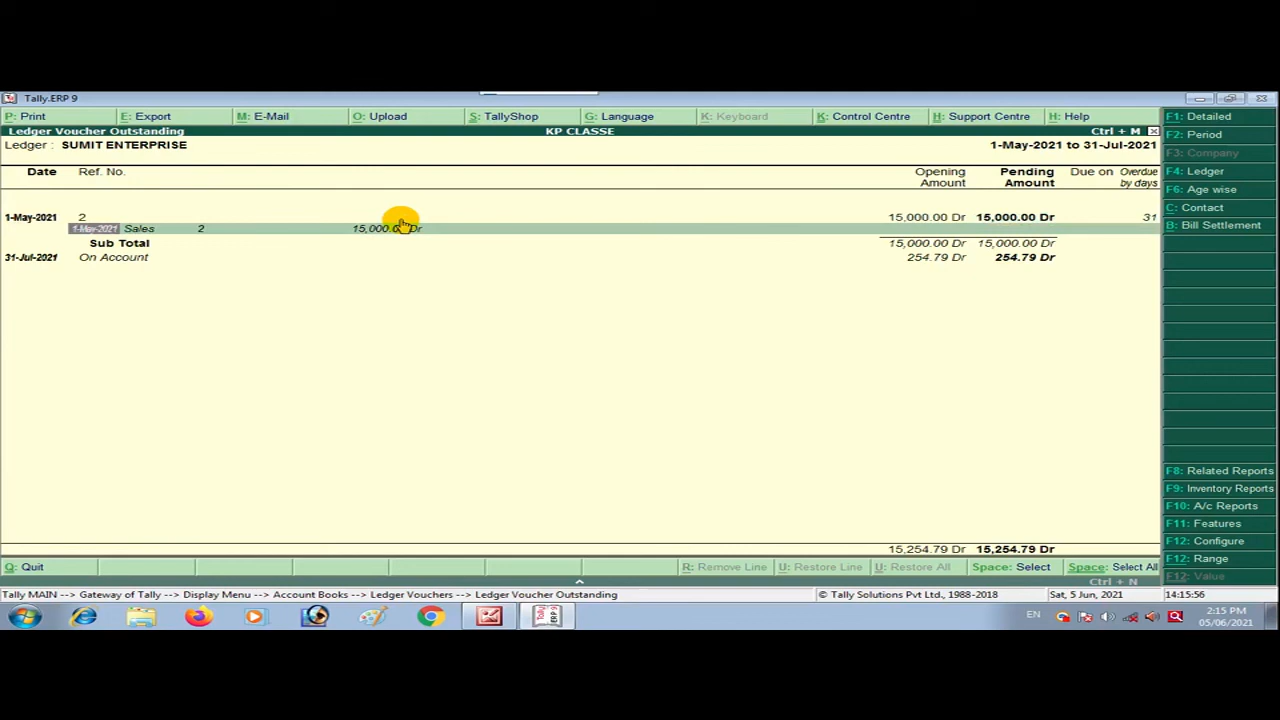 Tally.ERP 9
P: Print E: Export M: E-Mail O: Upload S: TallyShop G: Language K: Keyboard K: Control Centre H: Support Centre H: Help
Ledger Voucher Outstanding KP CLASSE Ctrl + M
Ledger : SUMIT ENTERPRISE 1-May-2021 to 31-Jul-2021
Date Ref. No. Opening Pending Due on Overdue
Amount Amount by days
1-May-2021 2 15,000.00 Dr 15,000.00 Dr 31
1-May-2021 Sales 2 15,000.00 Dr
Sub Total 15,000.00 Dr 15,000.00 Dr
31-Jul-2021 On Account 254.79 Dr 254.79 Dr
15,254.79 Dr 15,254.79 Dr
F1: Detailed
F2: Period
F3: Company
F4: Ledger
F6: Age wise
C: Contact
B: Bill Settlement
F8: Related Reports
F9: Inventory Reports
F10: A/c Reports
F11: Features
F12: Configure
F12: Range
F12: Value
Q: Quit R: Remove Line U: Restore Line U: Restore All Space: Select Space: Select All
Ctrl + N
Tally MAIN --> Gateway of Tally --> Display Menu --> Account Books --> Ledger Vouchers --> Ledger Voucher Outstanding © Tally Solutions Pvt Ltd., 1988-2018 Sat, 5 Jun, 2021 14:15:56
EN 2:15 PM
05/06/2021